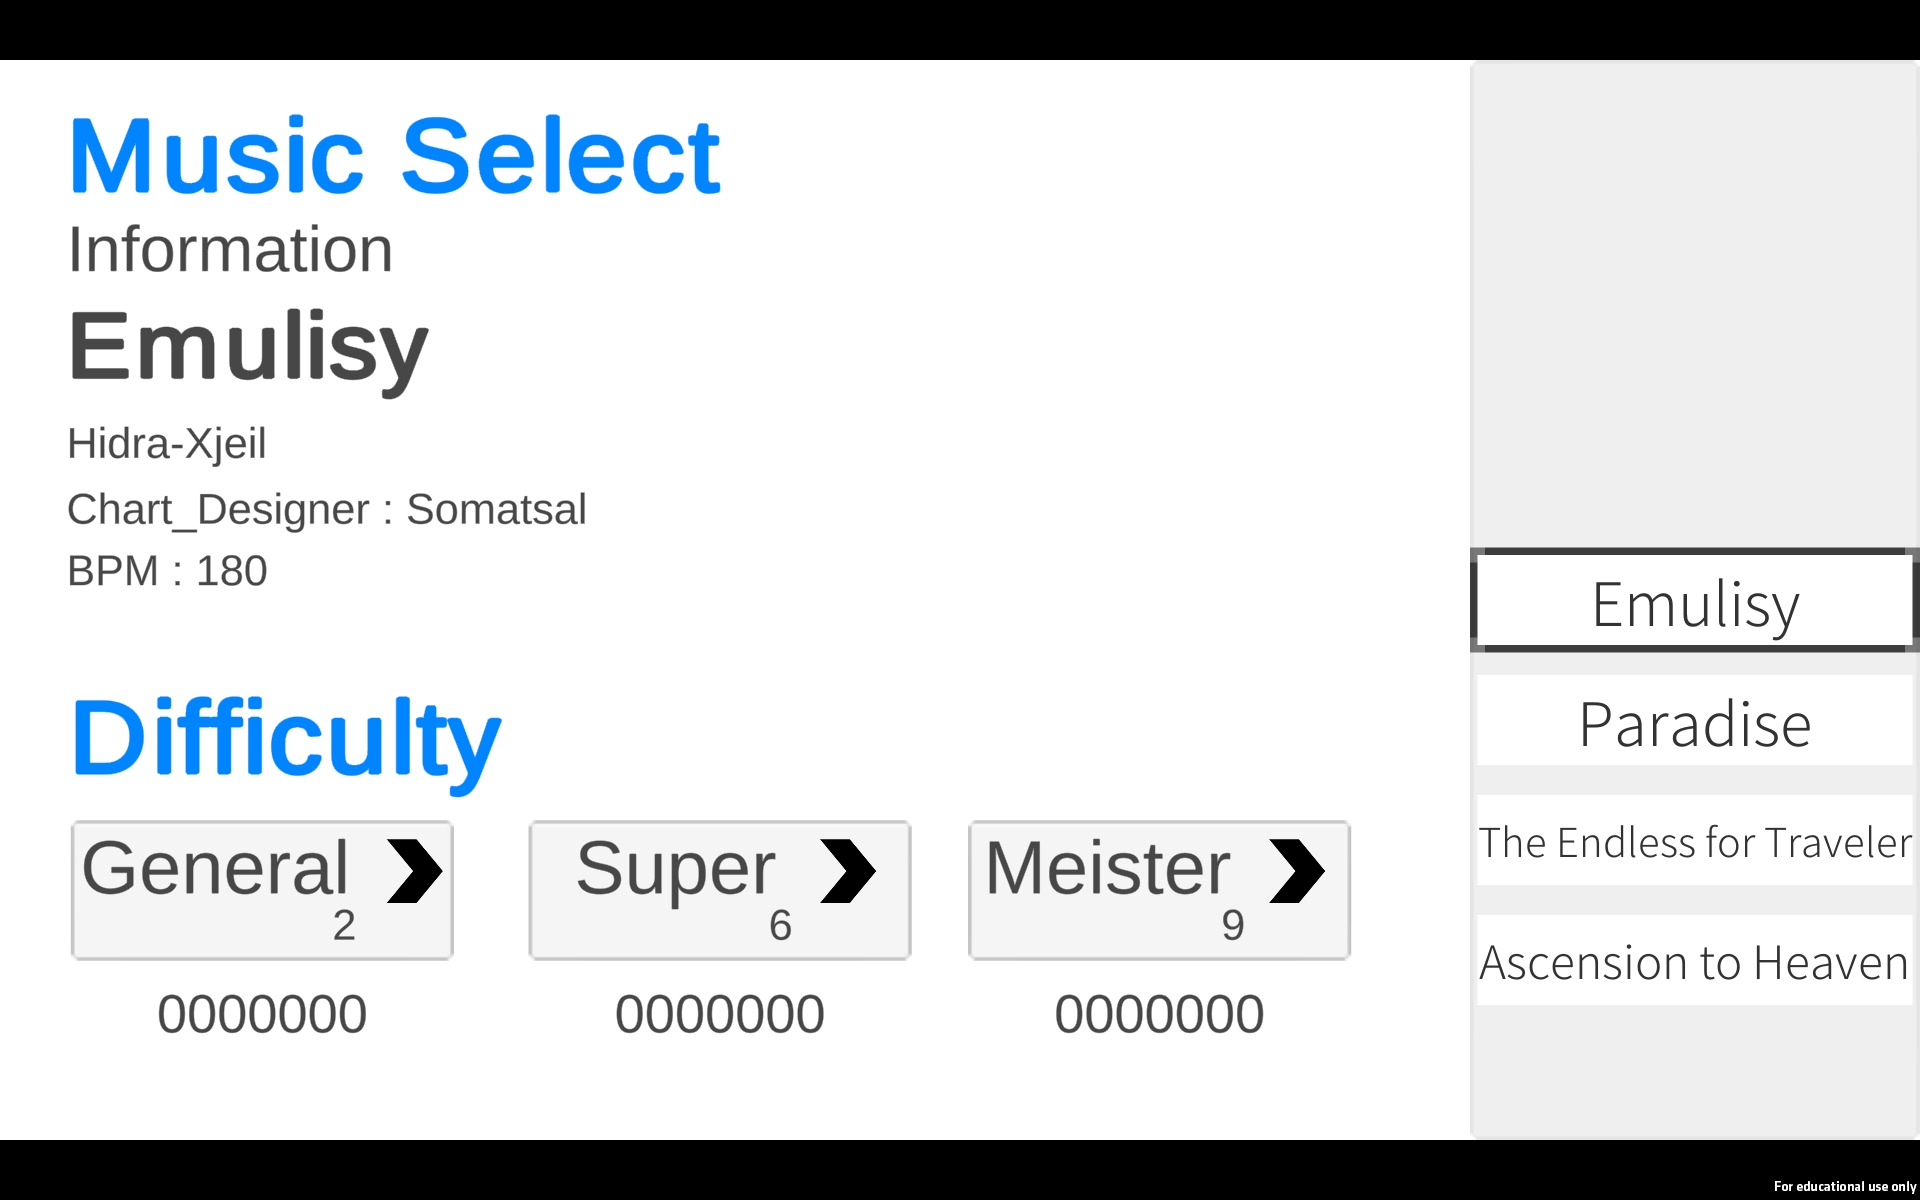 Music Select
Information
Emulisy
Hidra-Xjeil
Chart_Designer : Somatsal
BPM : 180
Difficulty
General
2
0000000
Super
6
0000000
Meister
9
0000000
Emulisy
Paradise
The Endless for Traveler
Ascension to Heaven
For educational use only